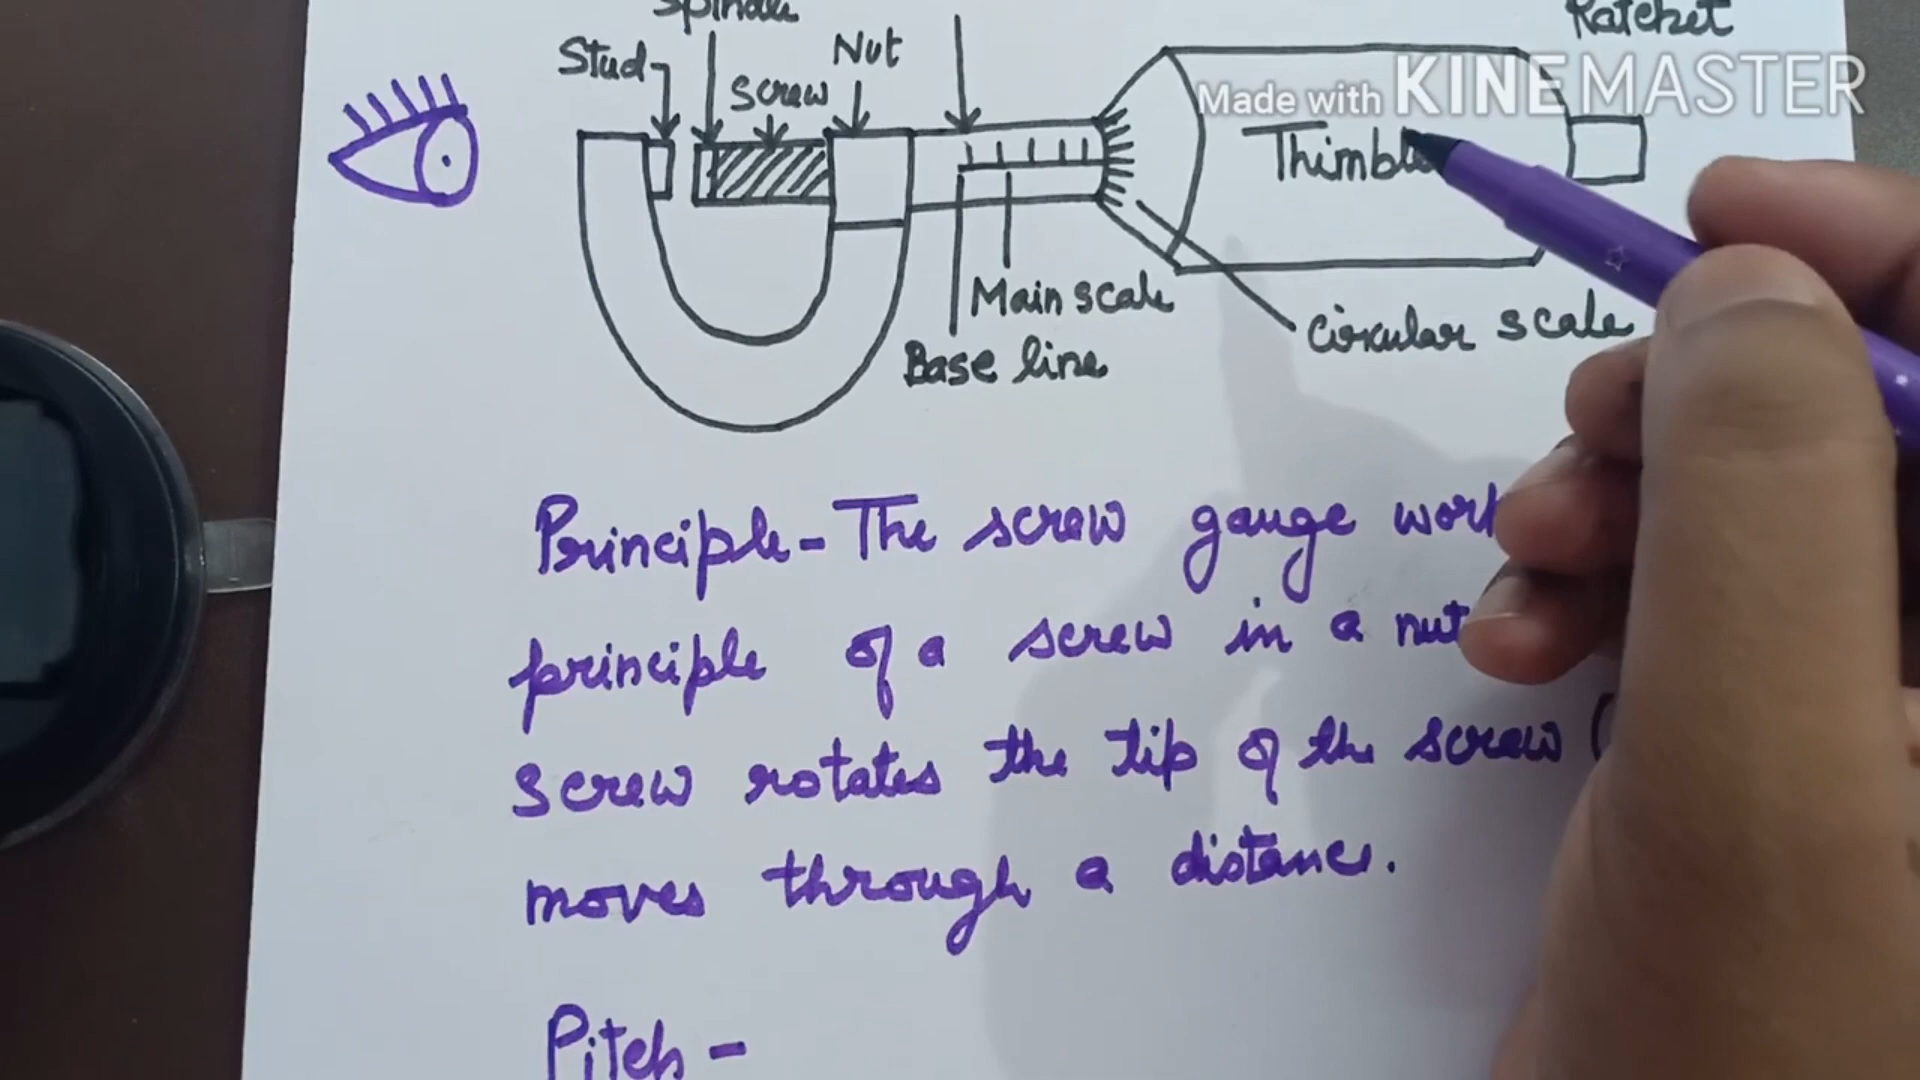 Spindle
Ratchet
Stud
Nut
Screw
Made with KINEMASTER
Thimble
Main scale
Circular scale
Base line
Principle - The screw gauge work
principle of a screw in a nut
screw rotates the tip of the screw (
moves through a distance.
Pitch -